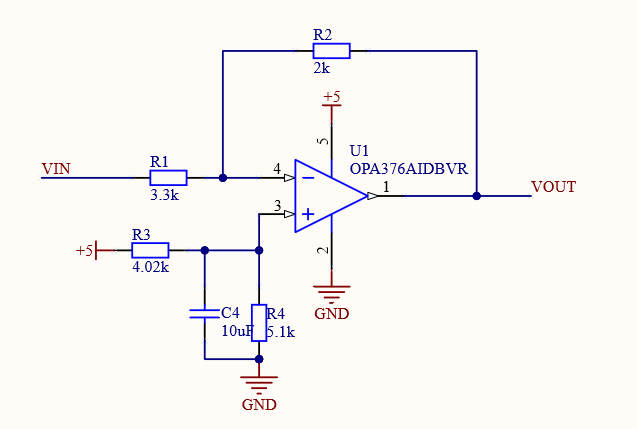 R2
2k
+5
5
U1
OPA376AIDBVR
VIN
R1
3.3k
4
1
VOUT
3
R3
+5
4.02k
2
C4
10uF
R4
5.1k
GND
GND